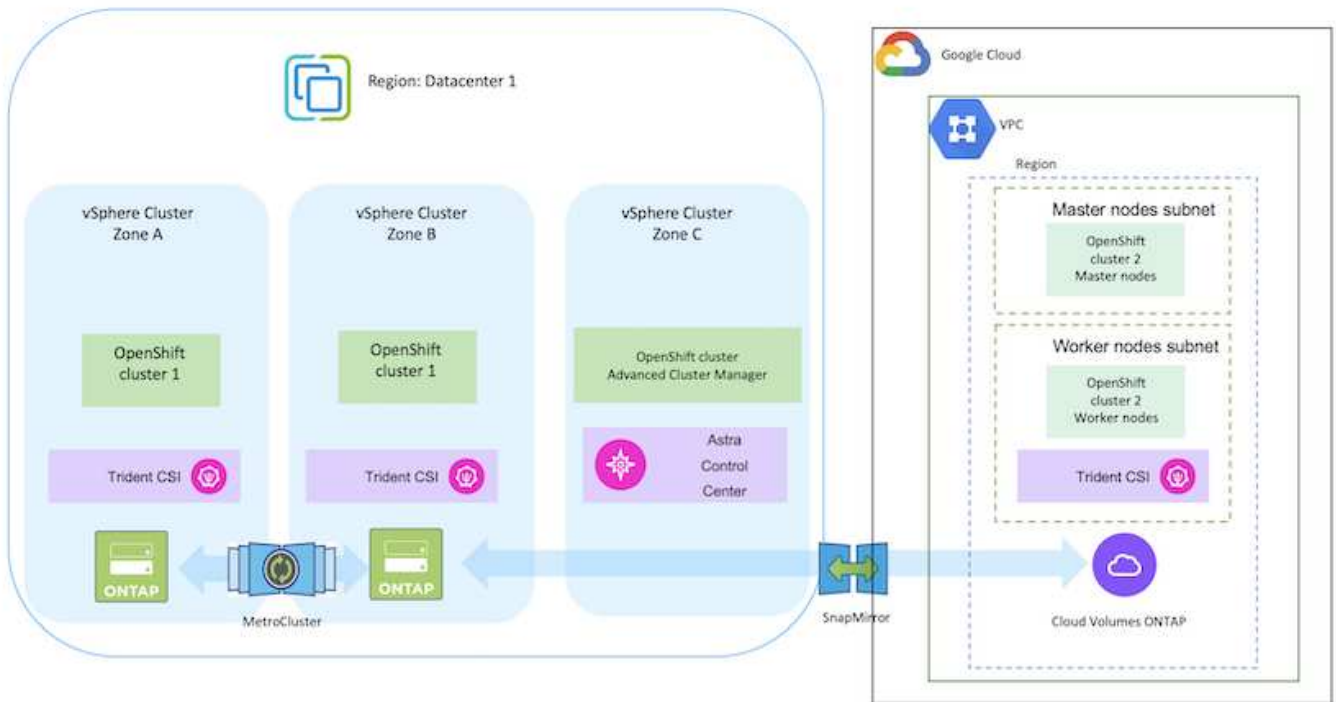 Region: Datacenter 1
vSphere Cluster
Zone A
vSphere Cluster
Zone B
vSphere Cluster
Zone C
OpenShift
cluster 1
OpenShift
cluster 1
OpenShift cluster
Advanced Cluster Manager
Trident CSI
Trident CSI
Astra
Control
Center
ONTAP
ONTAP
MetroCluster
SnapMirror
Google Cloud
VPC
Region
Master nodes subnet
OpenShift
cluster 2
Master nodes
Worker nodes subnet
OpenShift
cluster 2
Worker nodes
Trident CSI
Cloud Volumes ONTAP